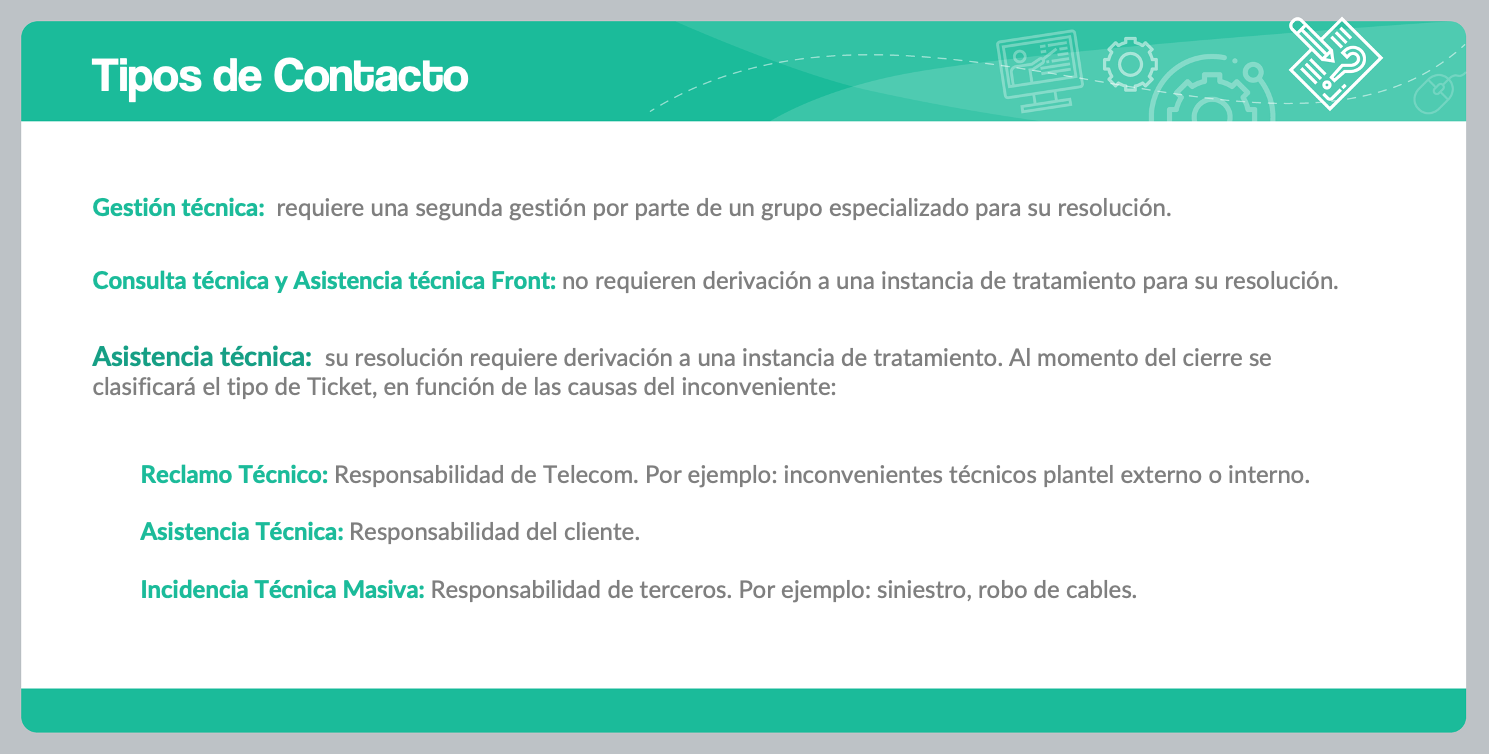 Tipos de Contacto
Gestión técnica: requiere una segunda gestión por parte de un grupo especializado para su resolución.
Consulta técnica y Asistencia técnica Front: no requieren derivación a una instancia de tratamiento para su resolución.
Asistencia técnica: su resolución requiere derivación a una instancia de tratamiento. Al momento del cierre se
clasificará el tipo de Ticket, en función de las causas del inconveniente:
Reclamo Técnico: Responsabilidad de Telecom. Por ejemplo: inconvenientes técnicos plantel externo o interno.
Asistencia Técnica: Responsabilidad del cliente.
Incidencia Técnica Masiva: Responsabilidad de terceros. Por ejemplo: siniestro, robo de cables.